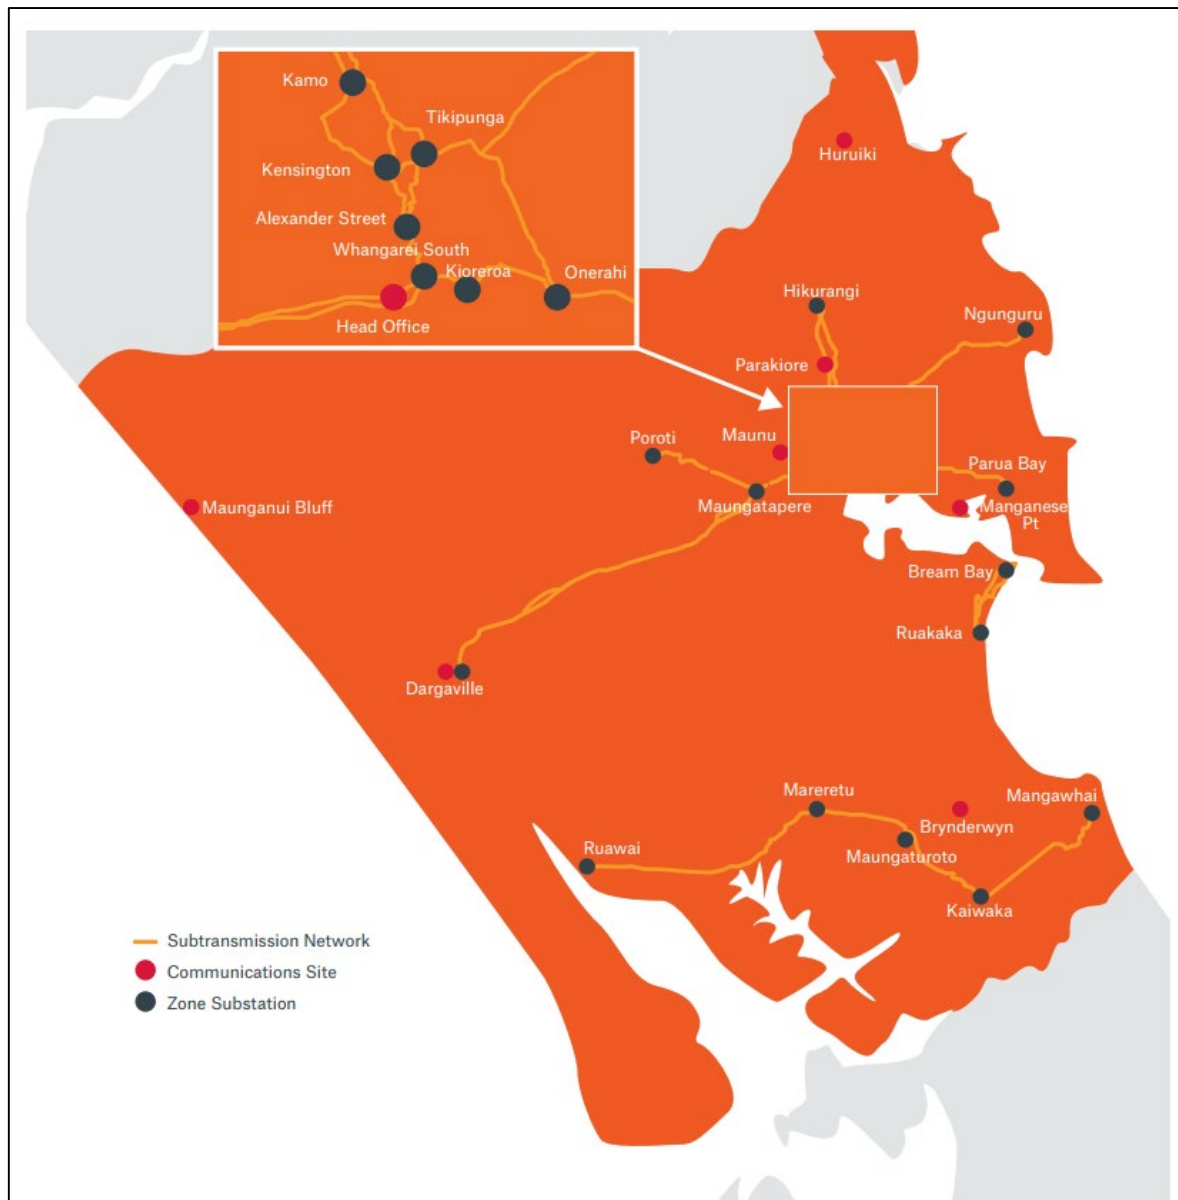 Kamo
Tikipunga
Kensington
Alexander Street
Whangarei South
Kioreroa
Onerahi
Head Office
Huruiki
Hikurangi
Ngunguru
Parakiore
Poroti
Maunu
Parua Bay
Maungatapere
Manganese
Pt
Maunganui Bluff
Bream Bay
Ruakaka
Dargaville
Mareretu
Mangawhai
Brynderwyn
Ruawai
Maungaturoto
Kaiwaka
Subtransmission Network
Communications Site
Zone Substation